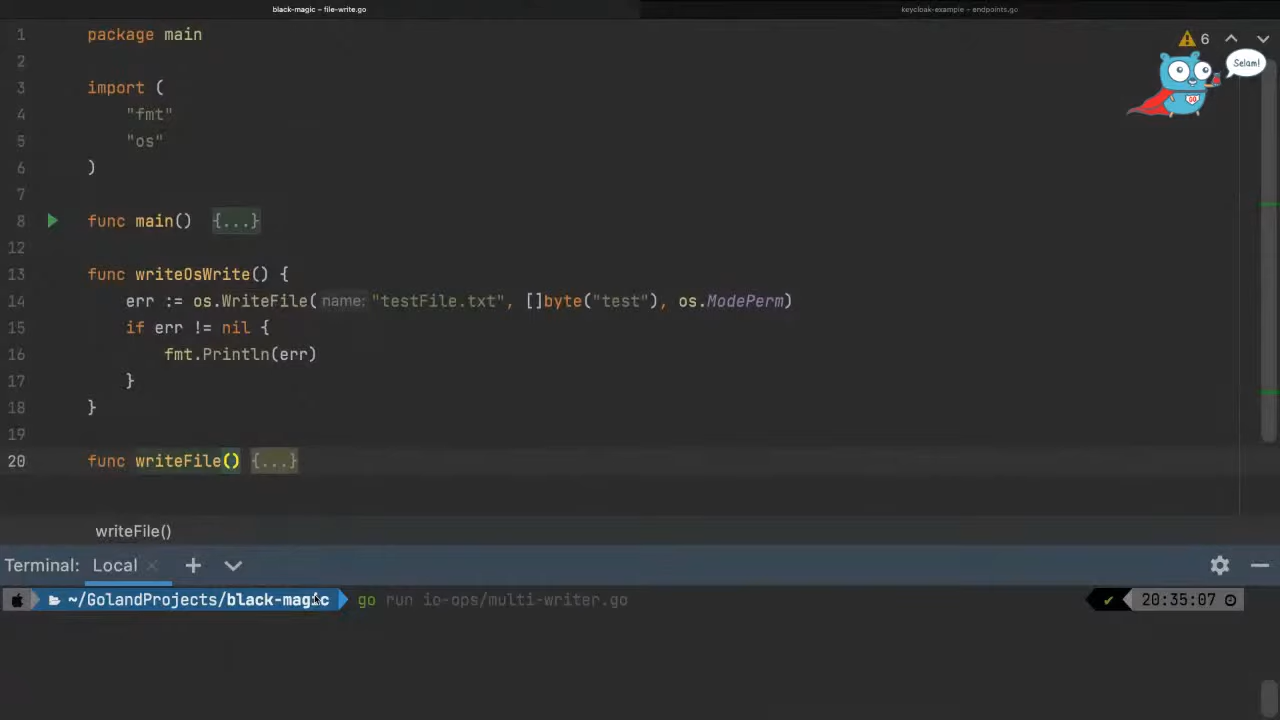 black-magic – file-write.go
keycloak-example – endpoints.go
1 package main
6
2
Selam!
3 import (
GO
4 "fmt"
5 "os"
6 )
7
8 func main() {...}
12
13 func writeOsWrite() {
14 err := os.WriteFile( name: "testFile.txt", []byte("test"), os.ModePerm)
15 if err != nil {
16 fmt.Println(err)
17 }
18 }
19
20 func writeFile() {...}
writeFile()
Terminal: Local
~/GolandProjects/black-magic go run io-ops/multi-writer.go ✔ 20:35:07